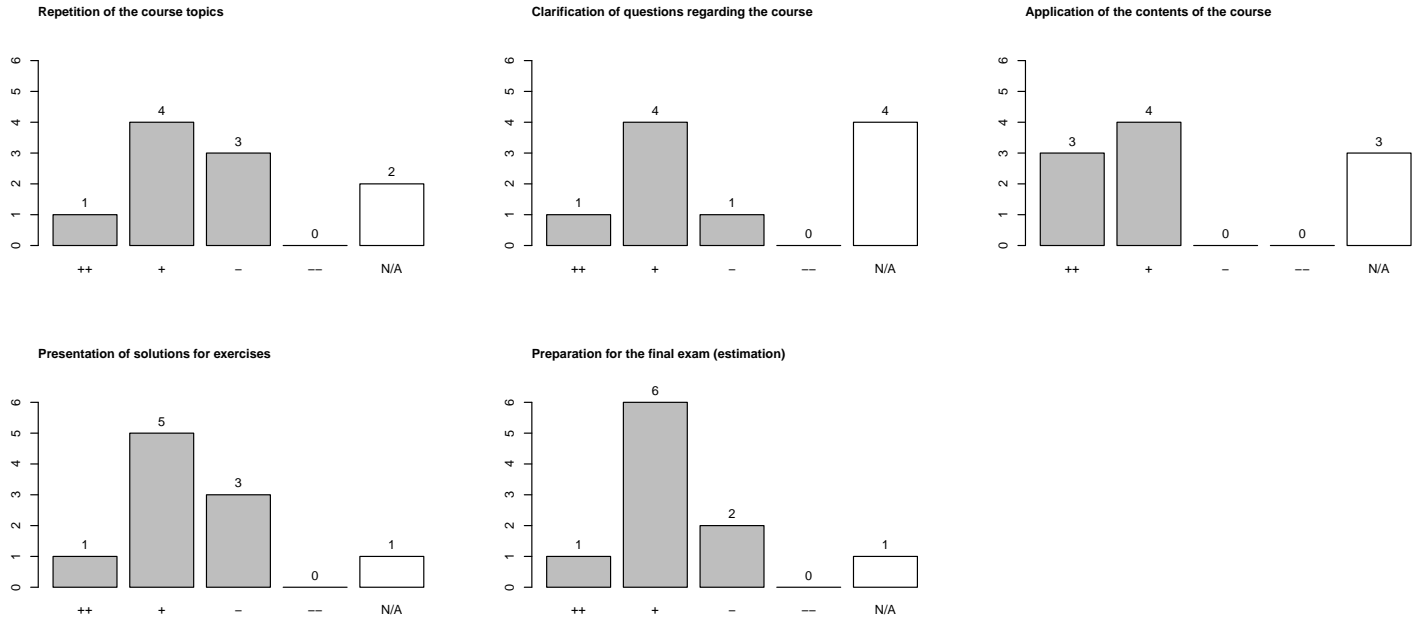 Repetition of the course topics
0 1 2 3 4 5 6
1 4 3 0 2
++ + − −− N/A
Clarification of questions regarding the course
0 1 2 3 4 5 6
1 4 1 0 4
++ + − −− N/A
Application of the contents of the course
0 1 2 3 4 5 6
3 4 0 0 3
++ + − −− N/A
Presentation of solutions for exercises
0 1 2 3 4 5 6
1 5 3 0 1
++ + − −− N/A
Preparation for the final exam (estimation)
0 1 2 3 4 5 6
1 6 2 0 1
++ + − −− N/A